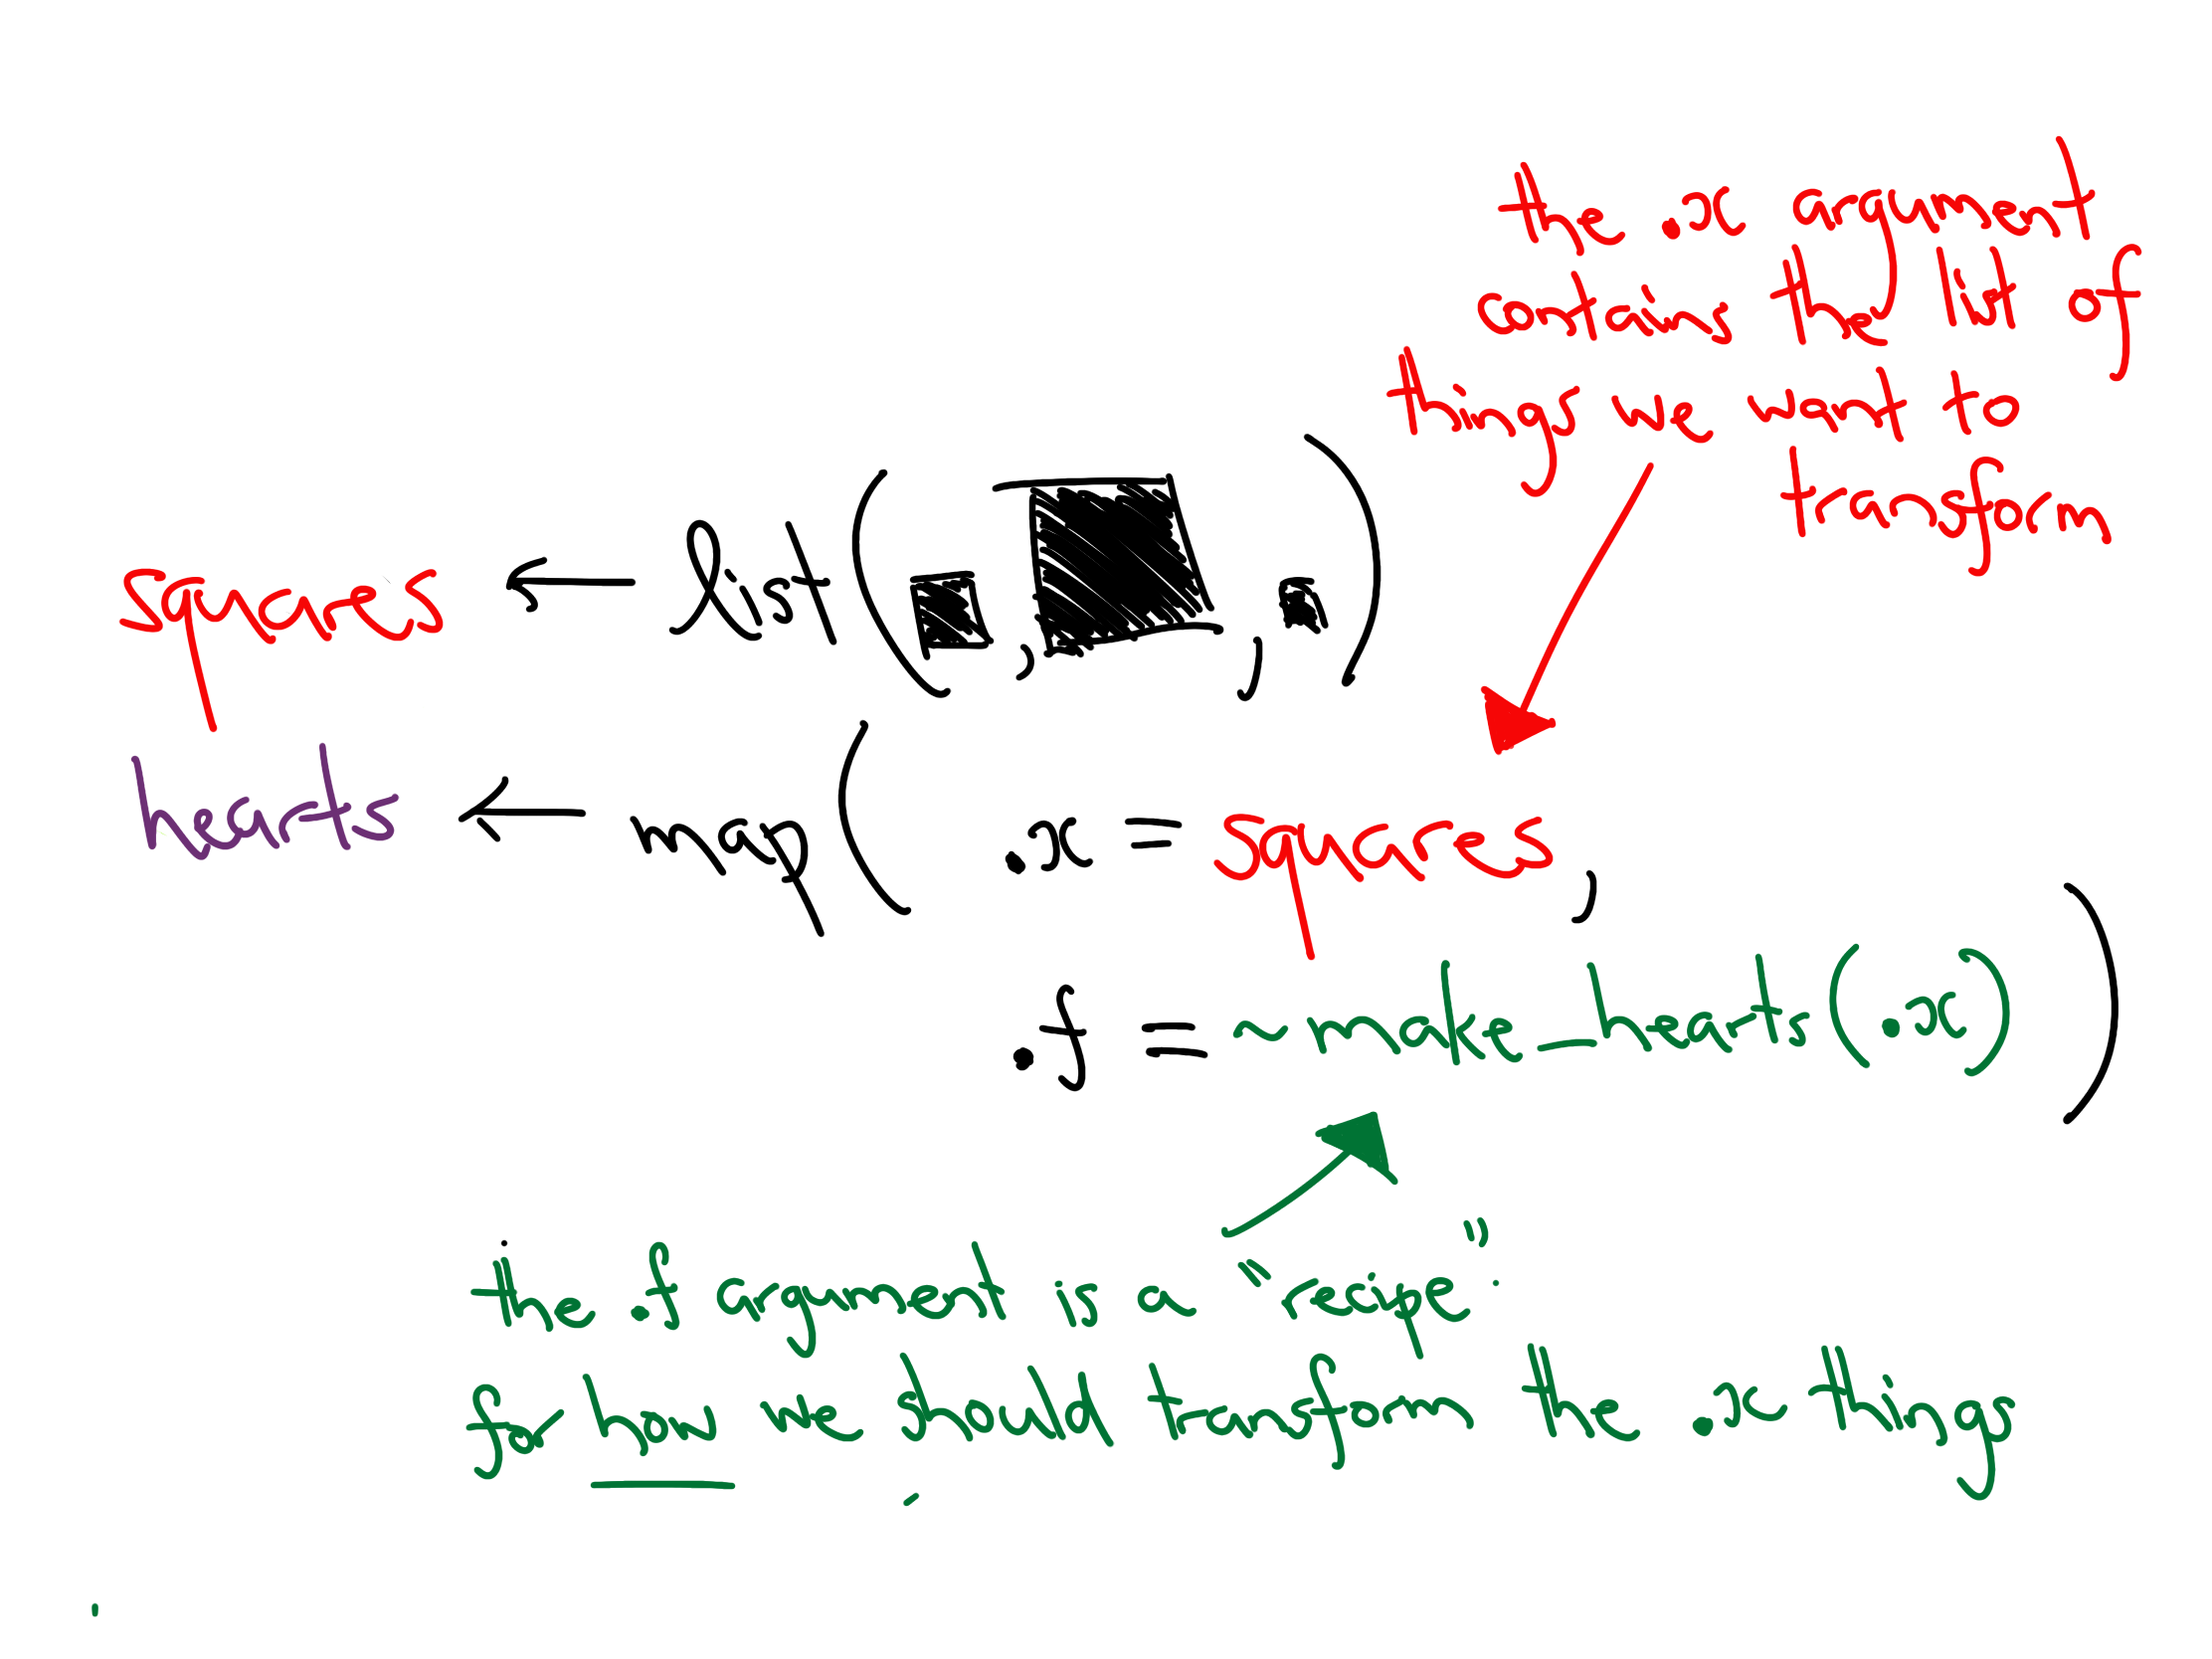 the .x argument
contains the list of
things we want to
transform
squares ← list( ■ , ■ , ■ )
hearts ← map( .x = squares ,
.f = ~ make_hearts(.x) )
the .f argument is a "recipe"
for how we should transform the .x things